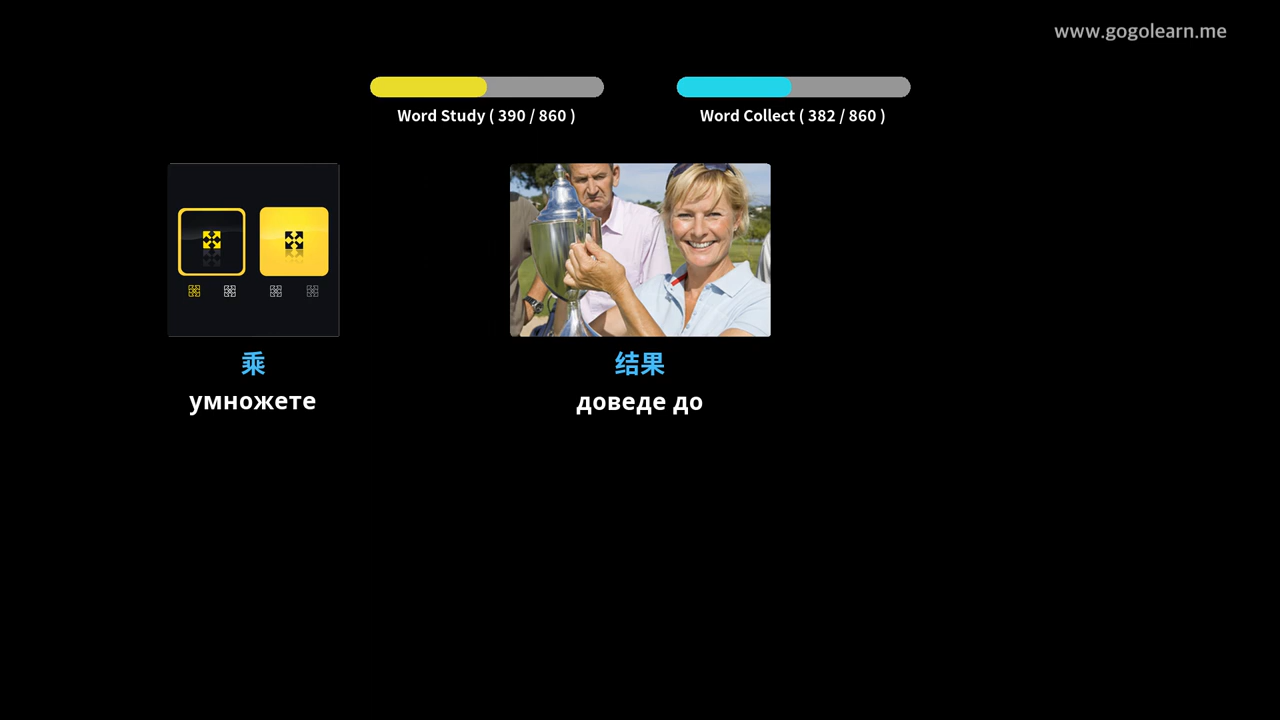 www.gogolearn.me
Word Study ( 390 / 860 )
Word Collect ( 382 / 860 )
乘
умножете
结果
доведе до